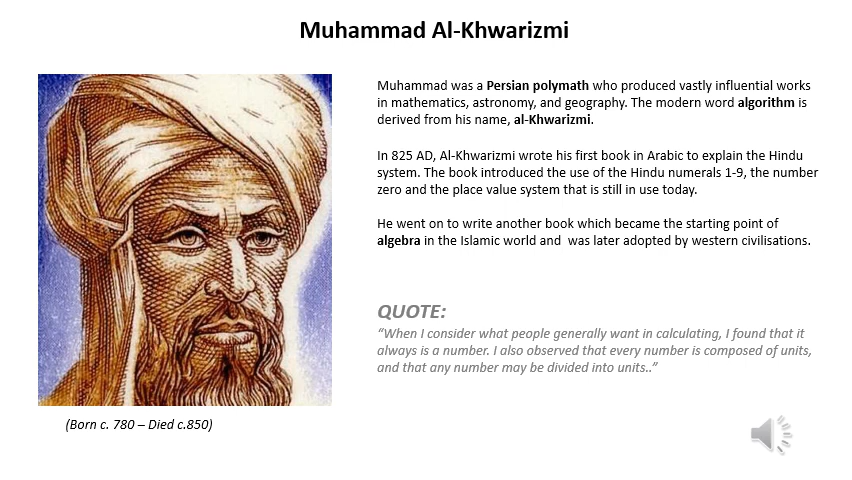 Muhammad Al-Khwarizmi
Muhammad was a Persian polymath who produced vastly influential works
in mathematics, astronomy, and geography. The modern word algorithm is
derived from his name, al-Khwarizmi.
In 825 AD, Al-Khwarizmi wrote his first book in Arabic to explain the Hindu
system. The book introduced the use of the Hindu numerals 1-9, the number
zero and the place value system that is still in use today.
He went on to write another book which became the starting point of
algebra in the Islamic world and  was later adopted by western civilisations.
QUOTE:
“When I consider what people generally want in calculating, I found that it
always is a number. I also observed that every number is composed of units,
and that any number may be divided into units..”
(Born c. 780 – Died c.850)